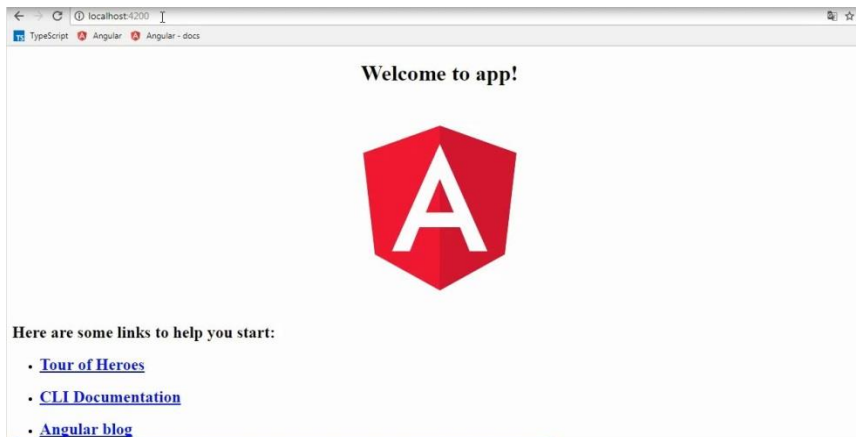 localhost:4200
TS TypeScript Angular Angular - docs
Welcome to app!
A
Here are some links to help you start:
• Tour of Heroes
• CLI Documentation
• Angular blog